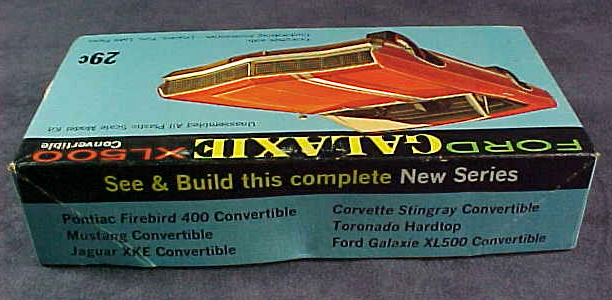 29c
Unassembled All Plastic Scale Model Kit
FORD GALAXIE XL500
Convertible
See & Build this complete New Series
Pontiac Firebird 400 Convertible
Mustang Convertible
Jaguar XKE Convertible
Corvette Stingray Convertible
Toronado Hardtop
Ford Galaxie XL500 Convertible